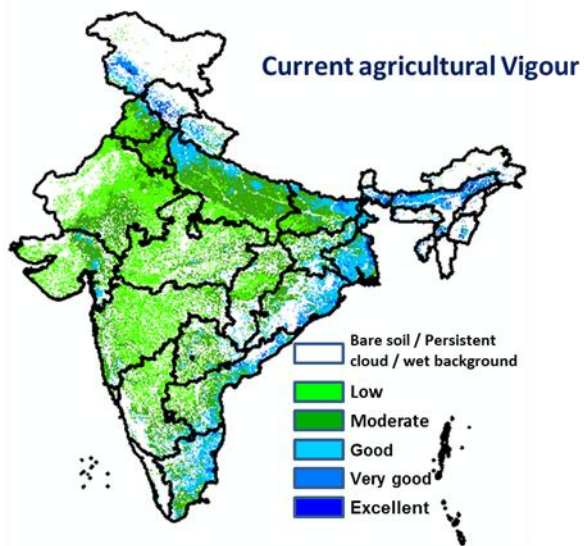 Current agricultural Vigour
Bare soil / Persistent
cloud / wet background
Low
Moderate
Good
Very good
Excellent